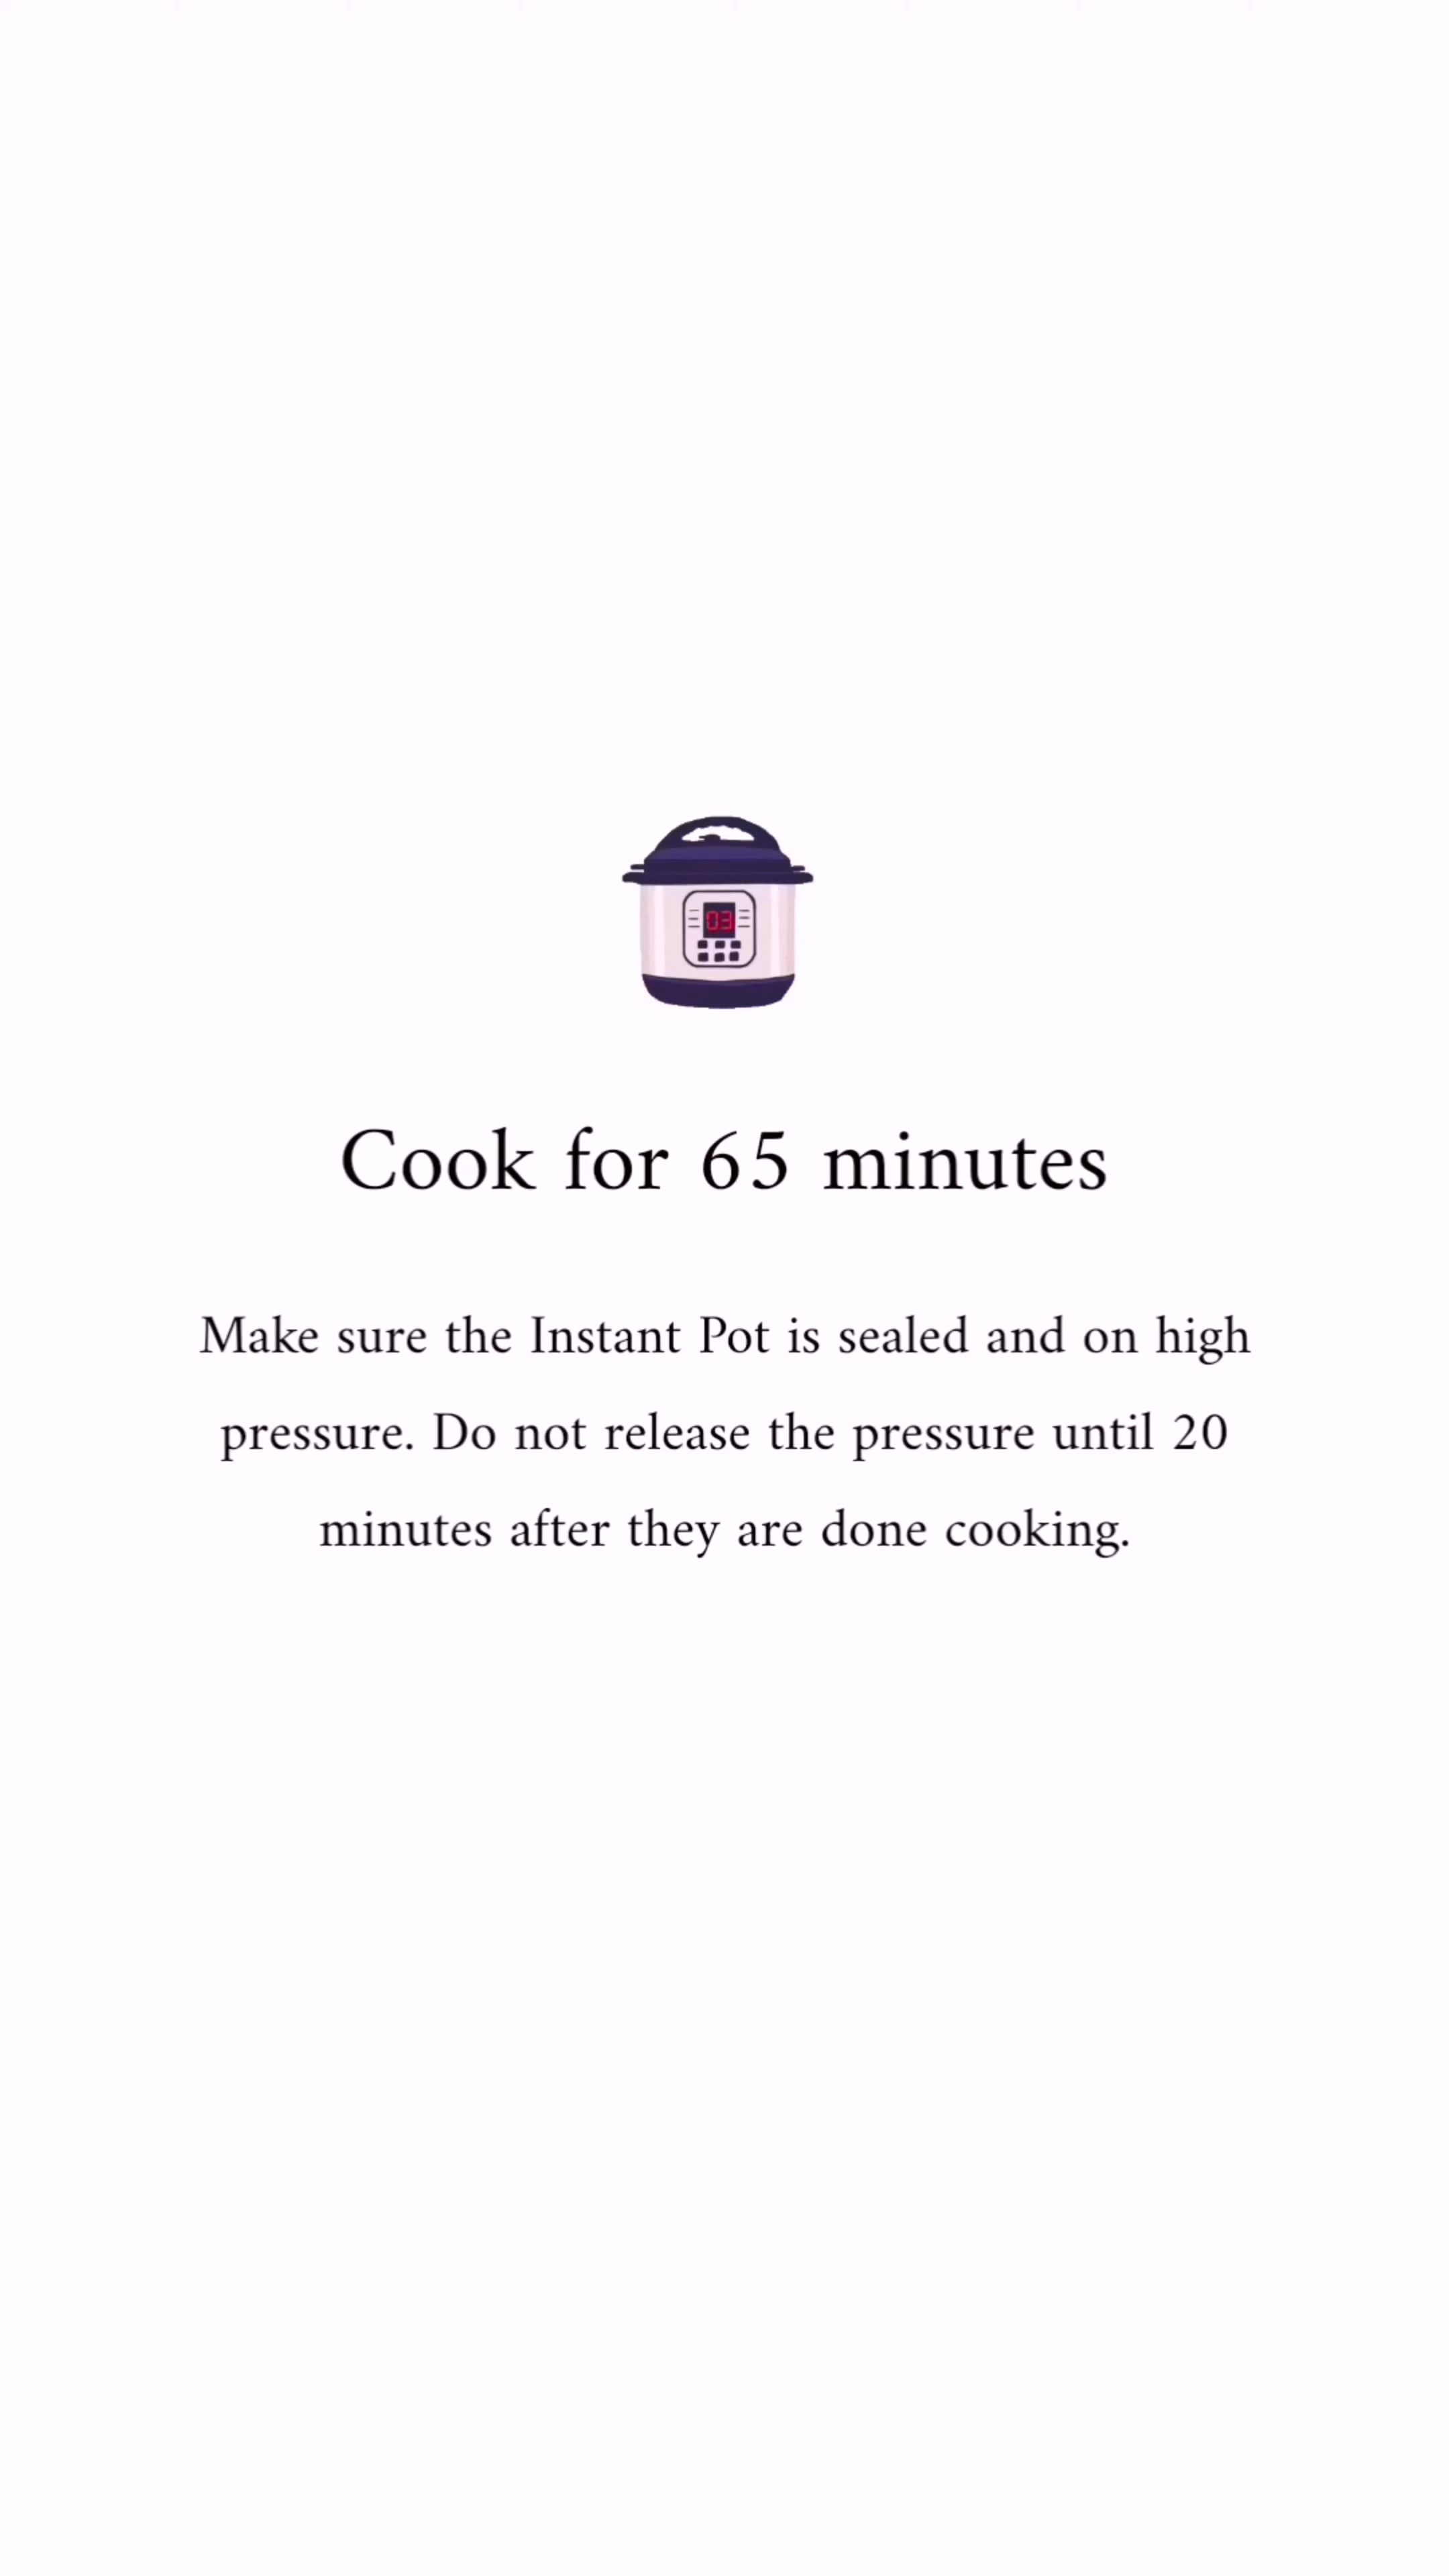 03
Cook for 65 minutes
Make sure the Instant Pot is sealed and on high
pressure. Do not release the pressure until 20
minutes after they are done cooking.